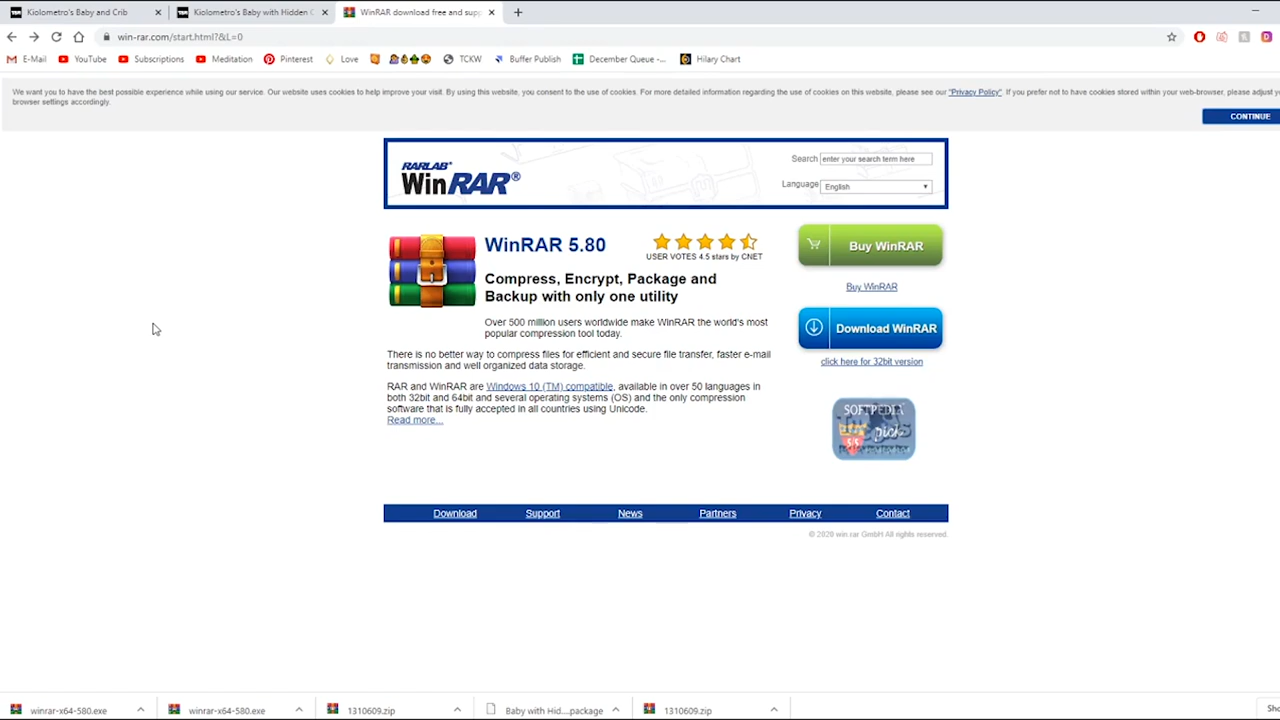 Kiolometro's Baby and Crib
Kiolometro's Baby with Hidden C
WinRAR download free and supp
win-rar.com/start.html?&L=0
E-Mail
YouTube
Subscriptions
Meditation
Pinterest
Love
TCKW
Buffer Publish
December Queue -...
Hilary Chart
We want you to have the best possible experience while using our service. Our website uses cookies to help improve your visit. By using this website, you consent to the use of cookies. For more detailed information regarding the use of cookies on this website, please see our "Privacy Policy". If you prefer not to have cookies stored within your web-browser, please adjust y
browser settings accordingly.
CONTINUE
RARLAB®
WinRAR®
Search enter your search term here
Language English
WinRAR 5.80
USER VOTES 4.5 stars by CNET
Compress, Encrypt, Package and
Backup with only one utility
Over 500 million users worldwide make WinRAR the world's most
popular compression tool today.
There is no better way to compress files for efficient and secure file transfer, faster e-mail
transmission and well organized data storage.
RAR and WinRAR are Windows 10 (TM) compatible, available in over 50 languages in
both 32bit and 64bit and several operating systems (OS) and the only compression
software that is fully accepted in all countries using Unicode.
Read more...
Buy WinRAR
Buy WinRAR
Download WinRAR
click here for 32bit version
SOFTPEDIA
picks
5/5
Download
Support
News
Partners
Privacy
Contact
© 2020 win.rar GmbH All rights reserved.
winrar-x64-580.exe
winrar-x64-580.exe
1310609.zip
Baby with Hid....package
1310609.zip
Sho